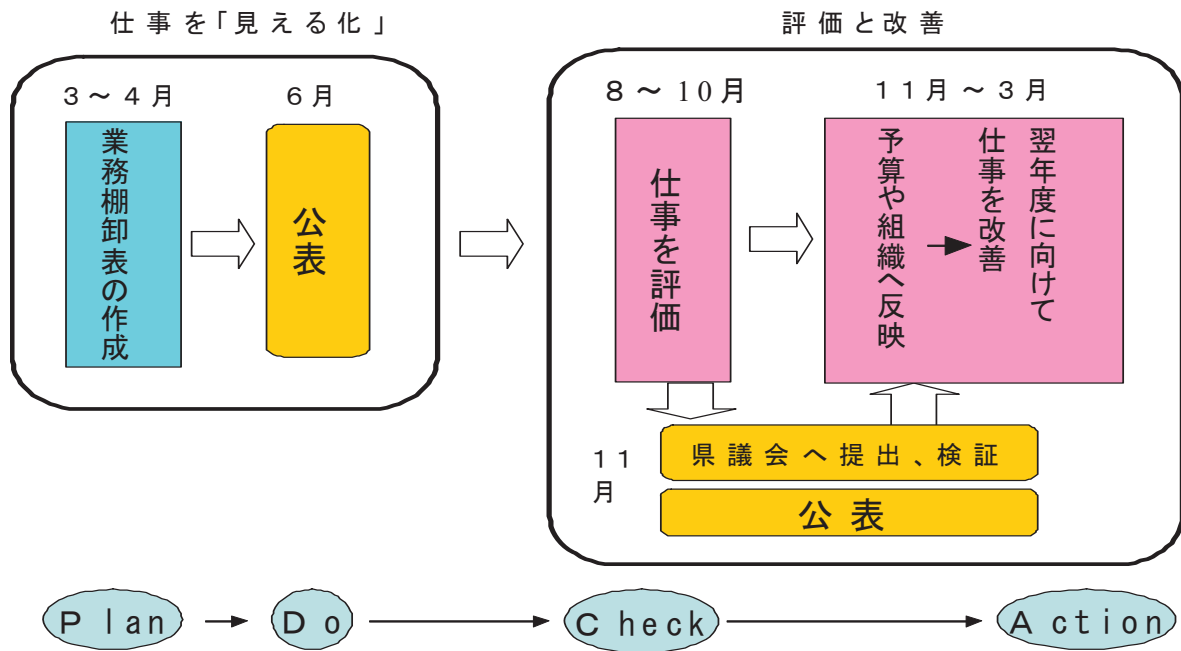 仕事を「見える化」
評価と改善
3～4月
6月
8～10月
11月～3月
業務棚卸表の作成
公表
仕事を評価
予算や組織へ反映
仕事を改善
翌年度に向けて
11
月
県議会へ提出、検証
公表
Plan
Do
Check
Action